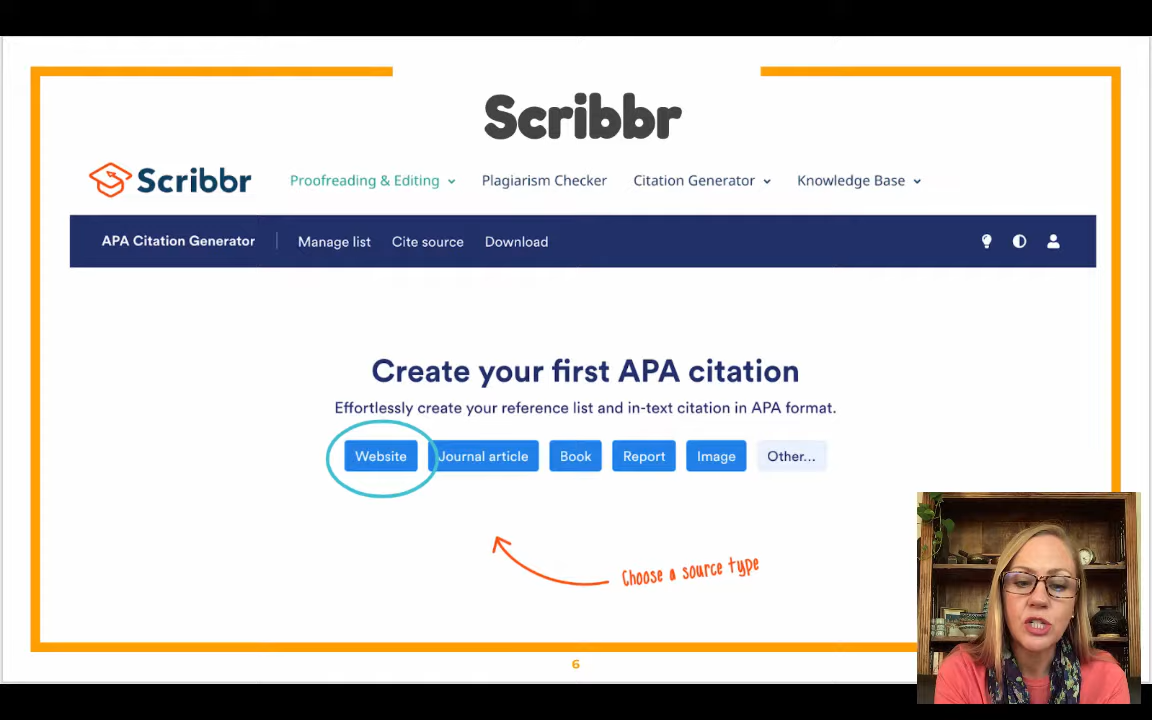 Scribbr
Scribbr Proofreading & Editing Plagiarism Checker Citation Generator Knowledge Base
APA Citation Generator Manage list Cite source Download
Create your first APA citation
Effortlessly create your reference list and in-text citation in APA format.
Website Journal article Book Report Image Other...
Choose a source type
6